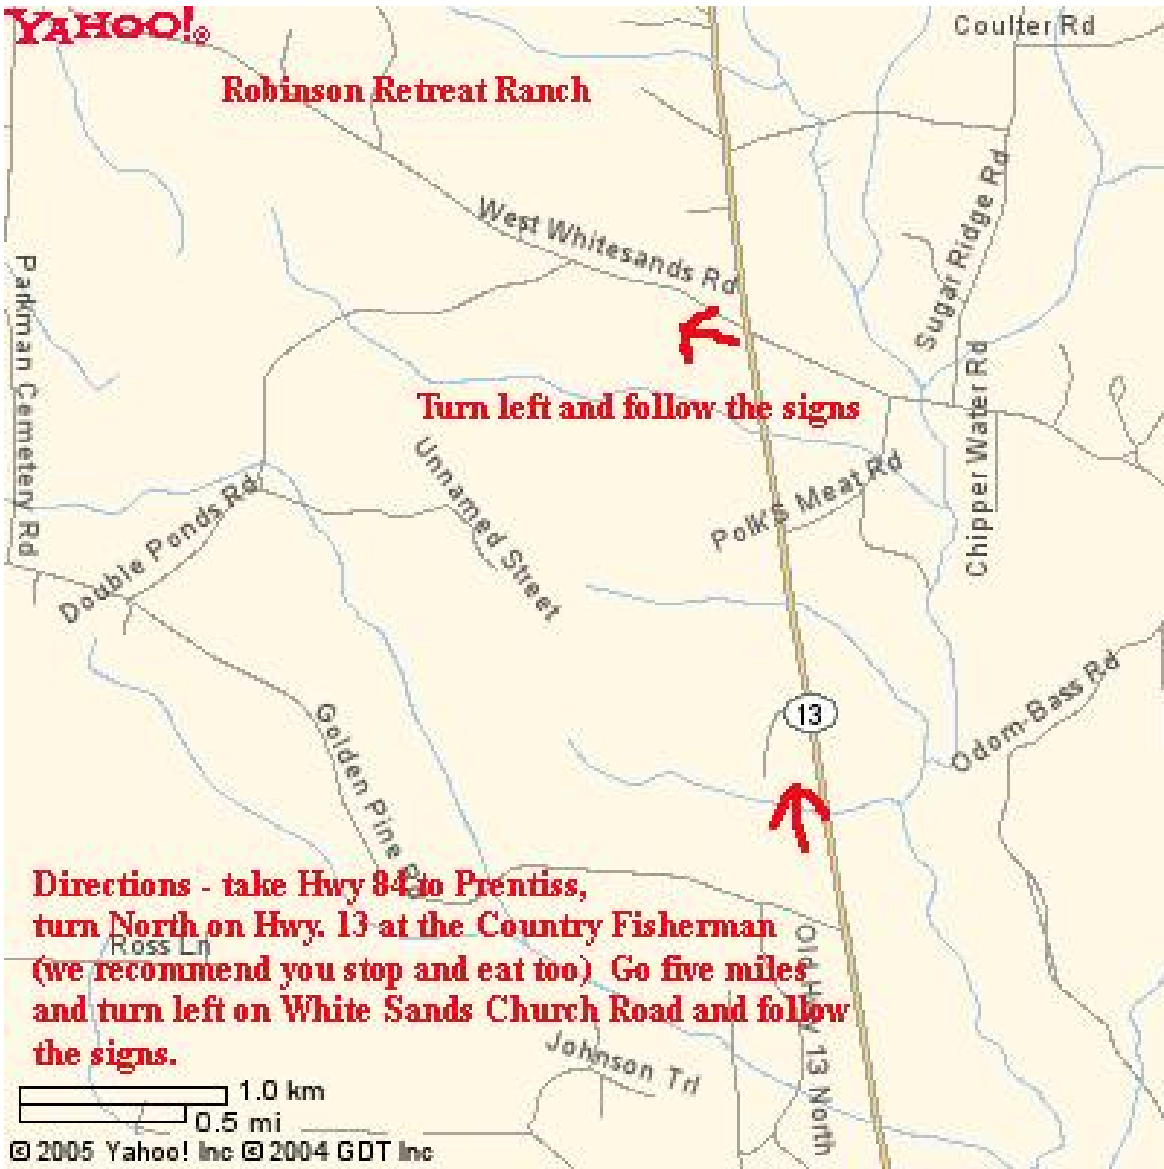 YAHOO!®
Coulter Rd
Robinson Retreat Ranch
Sugar Ridge Rd
West Whitesands Rd
Parkman Cemetery Rd
Turn left and follow the signs
Chipper Water Rd
Unnamed Street
Polk'S Meat Rd
Double Ponds Rd
Odom-Bass Rd
13
Golden Pine Rd
Directions - take Hwy 84 to Prentiss,
turn North on Hwy. 13 at the Country Fisherman
Ross Ln
(we recommend you stop and eat too) Go five miles
and turn left on White Sands Church Road and follow
the signs.
Old Hwy 13 North
Johnson Trl
1.0 km
0.5 mi
© 2005 Yahoo! Inc © 2004 GDT Inc